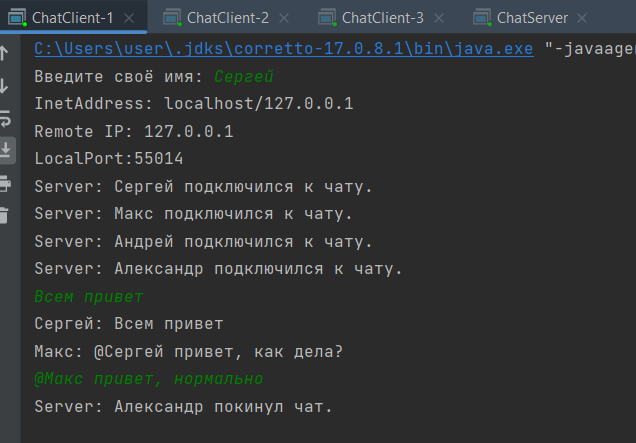 ChatClient-1 ChatClient-2 ChatClient-3 ChatServer
C:\Users\user\.jdks\corretto-17.0.8.1\bin\java.exe "-javaage
Введите своё имя: Сергей
InetAddress: localhost/127.0.0.1
Remote IP: 127.0.0.1
LocalPort:55014
Server: Сергей подключился к чату.
Server: Макс подключился к чату.
Server: Андрей подключился к чату.
Server: Александр подключился к чату.
Всем привет
Сергей: Всем привет
Макс: @Сергей привет, как дела?
@Макс привет, нормально
Server: Александр покинул чат.